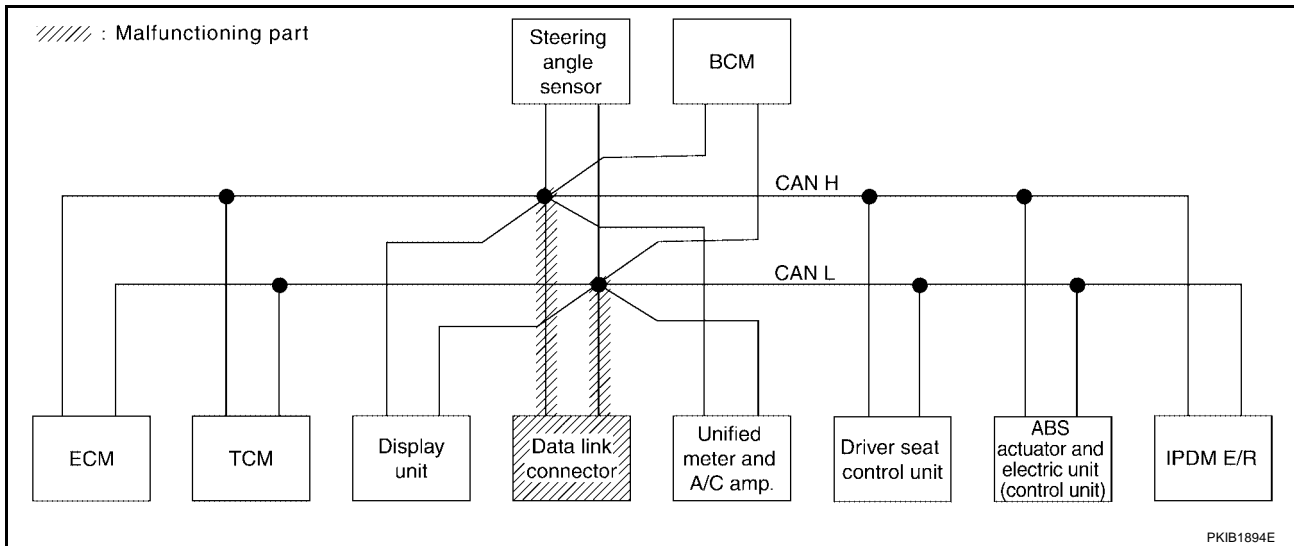 : Malfunctioning part
Steering
angle
sensor
BCM
CAN H
CAN L
ECM
TCM
Display
unit
Data link
connector
Unified
meter and
A/C amp.
Driver seat
control unit
ABS
actuator and
electric unit
(control unit)
IPDM E/R
PKIB1894E